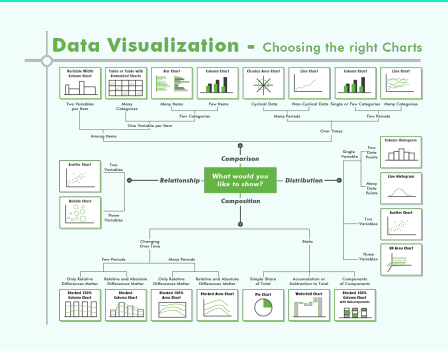 Data Visualization - Choosing the right Charts
Variable Width
Column Chart
Table or Table with
Embedded Charts
Bar Chart
Column Chart
Circular Area Chart
Line Chart
Column Chart
Line Chart
Two Variables
per Item
Many
Categories
Many Items
Few Items
Cyclical Data
Non-Cyclical Data
Single or Few Categories
Many Categories
Few Categories
Many Periods
Few Periods
One Variable per Item
Among Items
Over Times
Comparison
What would you
like to show?
Relationship
Distribution
Composition
Scatter Chart
Two
Variables
Bubble Chart
Three
Variables
Single
Variable
Few
Data
Points
Many
Data
Points
Two
Variables
Three
Variables
Column Histogram
Line Histogram
Scatter Chart
3D Area Chart
Changing
Over Time
Static
Few Periods
Many Periods
Only Relative
Differences Matter
Relative and Absolute
Differences Matter
Only Relative
Differences Matter
Relative and Absolute
Differences Matter
Simple Share
of Total
Accumulation or
Subtraction to Total
Components
of Components
Stacked 100%
Column Chart
Stacked
Column Chart
Stacked 100%
Area Chart
Stacked Area Chart
Pie Chart
Waterfall Chart
Stacked 100%
Column Chart
with Subcomponents